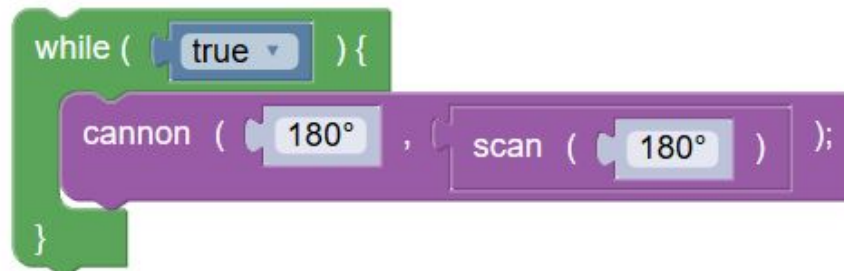 while ( true ) {
cannon ( 180° , scan ( 180° ) );
}